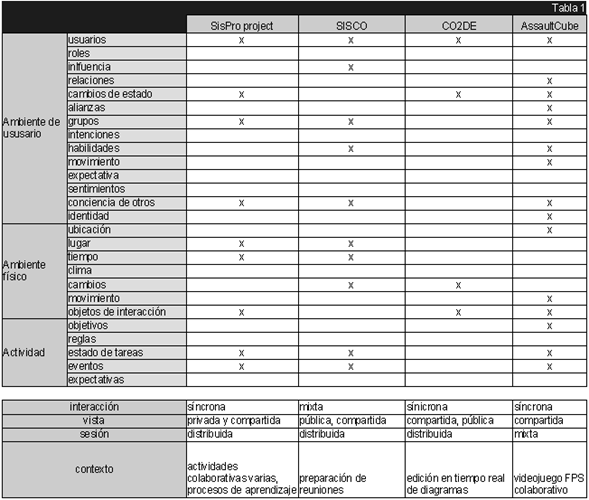 Tabla 1
SisPro project SISCO CO2DE AssaultCube
Ambiente de ususario
usuarios x x x x
roles
influencia x
relaciones x
cambios de estado x x x
alianzas x
grupos x x x
intenciones
habilidades x x
movimiento x
expectativa
sentimientos
conciencia de otros x x x
identidad x
Ambiente físico
ubicación x
lugar x x
tiempo x x
clima
cambios x x
movimiento x
objetos de interacción x x x
Actividad
objetivos x
reglas
estado de tareas x x x
eventos x x x
expectativas
interacción síncrona mixta sínicrona síncrona
vista privada y compartida pública, compartida compartida, pública compartida
sesión distribuida distribuida distribuida mixta
contexto
actividades colaborativas varias, procesos de aprendizaje
preparación de reuniones
edición en tiempo real de diagramas
videojuego FPS colaborativo